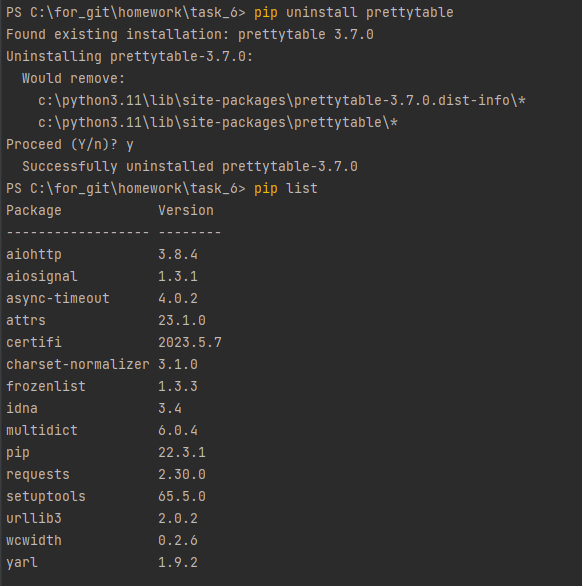 PS C:\for_git\homework\task_6> pip uninstall prettytable
Found existing installation: prettytable 3.7.0
Uninstalling prettytable-3.7.0:
  Would remove:
    c:\python3.11\lib\site-packages\prettytable-3.7.0.dist-info\*
    c:\python3.11\lib\site-packages\prettytable\*
Proceed (Y/n)? y
  Successfully uninstalled prettytable-3.7.0
PS C:\for_git\homework\task_6> pip list
Package            Version
------------------ --------
aiohttp            3.8.4
aiosignal          1.3.1
async-timeout      4.0.2
attrs              23.1.0
certifi            2023.5.7
charset-normalizer 3.1.0
frozenlist         1.3.3
idna               3.4
multidict          6.0.4
pip                22.3.1
requests           2.30.0
setuptools         65.5.0
urllib3            2.0.2
wcwidth            0.2.6
yarl               1.9.2